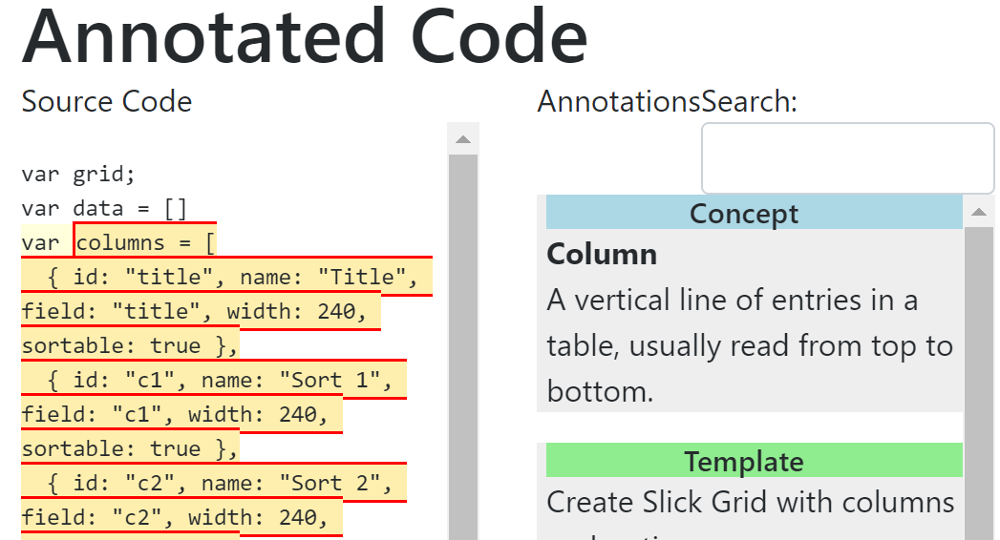 Annotated Code
Source Code
var grid;
var data = []
var columns = [
{ id: "title", name: "Title",
field: "title", width: 240,
sortable: true },
{ id: "c1", name: "Sort 1",
field: "c1", width: 240,
sortable: true },
{ id: "c2", name: "Sort 2",
field: "c2", width: 240,
AnnotationsSearch:
Concept
Column
A vertical line of entries in a
table, usually read from top to
bottom.
Template
Create Slick Grid with columns